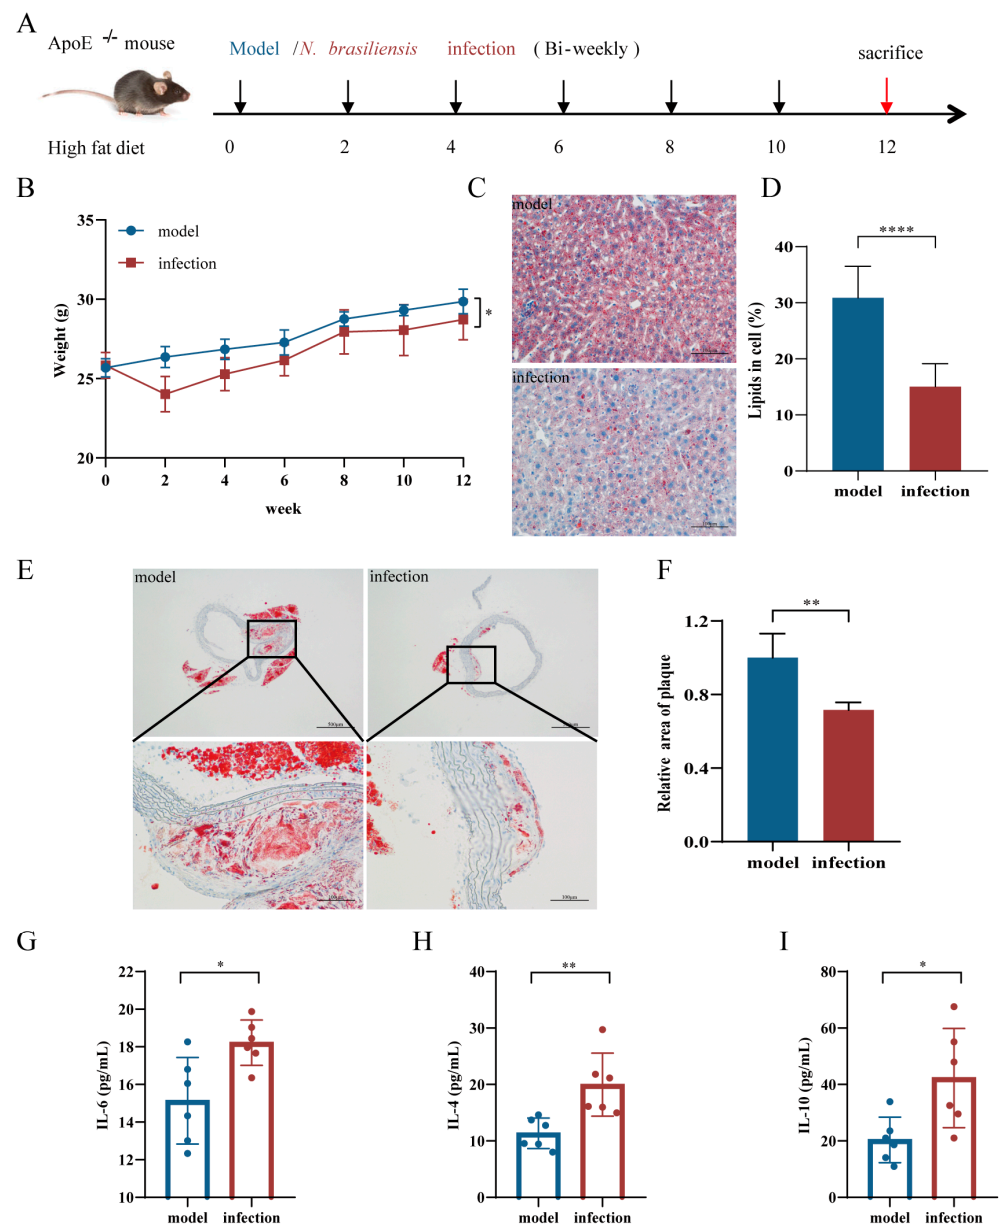 A
ApoE -/- mouse
Model /N. brasiliensis infection ( Bi-weekly )
sacrifice
High fat diet
0 2 4 6 8 10 12
B
Weight (g)
35
30
25
20
model
infection
*
0 2 4 6 8 10 12
week
C
model
infection
100μm
D
Lipids in cell (%)
40
30
20
10
0
****
model infection
E
model
infection
500μm
100μm
100μm
F
Relative area of plaque
1.2
0.8
0.4
0.0
**
model infection
G
IL-6 (pg/mL)
22
20
18
16
14
12
10
*
model infection
H
IL-4 (pg/mL)
40
30
20
10
0
**
model infection
I
IL-10 (pg/mL)
80
60
40
20
0
*
model infection